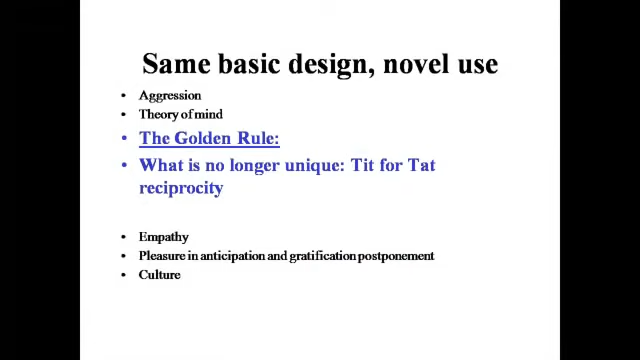 Same basic design, novel use
• Aggression
• Theory of mind
• The Golden Rule:
• What is no longer unique: Tit for Tat
reciprocity
• Empathy
• Pleasure in anticipation and gratification postponement
• Culture